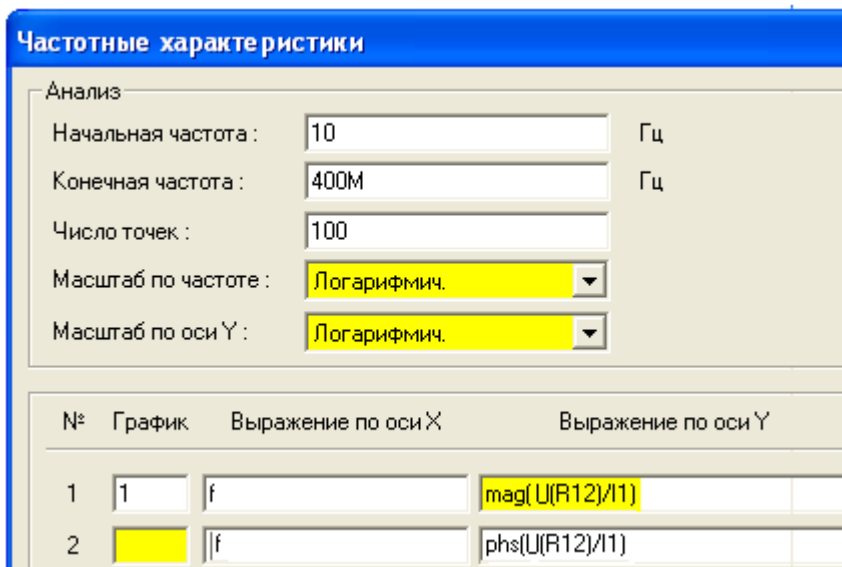 Частотные характеристики
Анализ
Начальная частота : 10 Гц
Конечная частота : 400М Гц
Число точек : 100
Масштаб по частоте : Логарифмич.
Масштаб по оси Y : Логарифмич.
№ График Выражение по оси X Выражение по оси Y
1 1 f mag( U(R12)/I1)
2 f phs(U(R12)/I1)